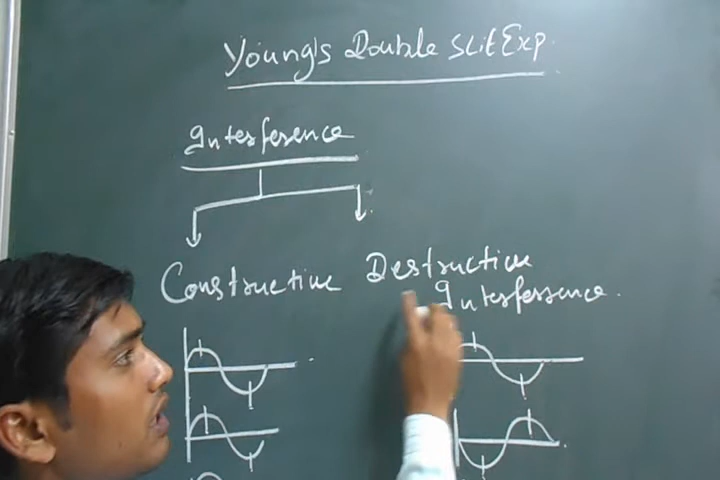 Young's Double Slit Exp.
Interference
Constructive Destructive
Interference.